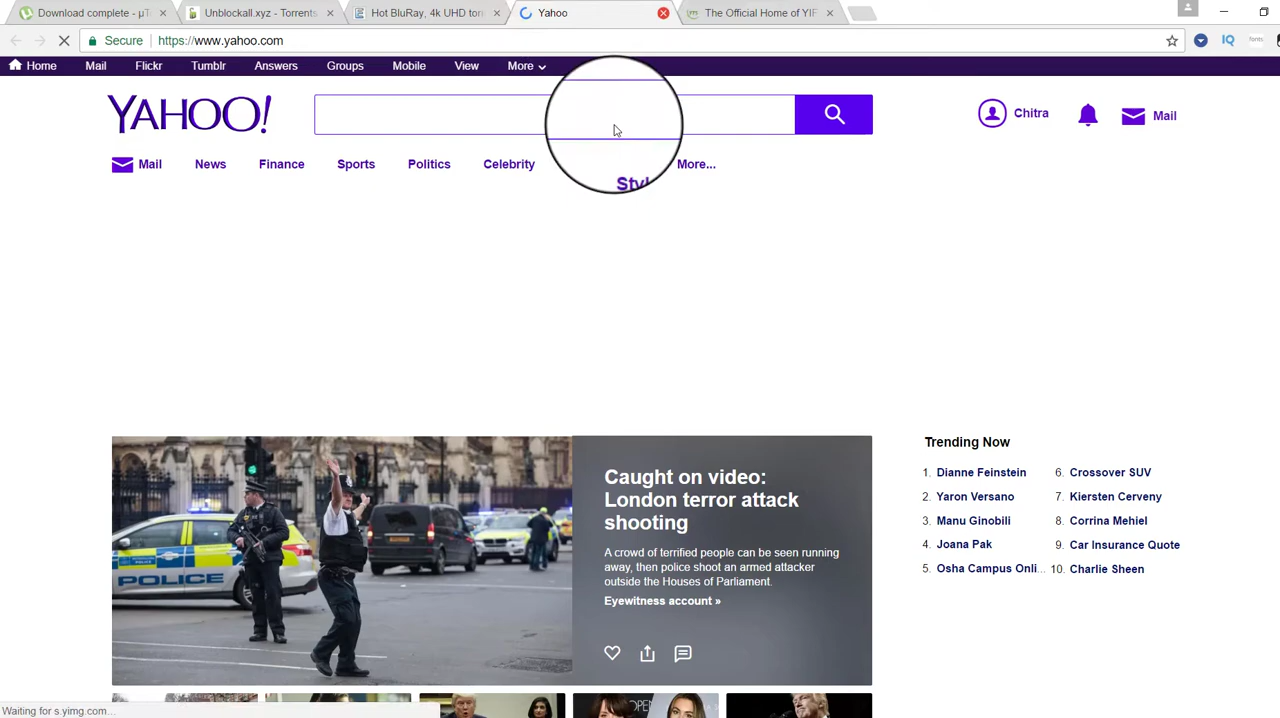 Download complete - µTo
Unblockall.xyz - Torrents
Hot BluRay, 4k UHD torr
Yahoo
The Official Home of YIF
Secure
https://www.yahoo.com
IQ
fonts
Home
Mail
Flickr
Tumblr
Answers
Groups
Mobile
View
More
YAHOO!
Chitra
Mail
Mail
News
Finance
Sports
Politics
Celebrity
Styl
More...
Caught on video:
London terror attack
shooting
A crowd of terrified people can be seen running
away, then police shoot an armed attacker
outside the Houses of Parliament.
Eyewitness account »
POLICE
Trending Now
1. Dianne Feinstein
2. Yaron Versano
3. Manu Ginobili
4. Joana Pak
5. Osha Campus Onli...
6. Crossover SUV
7. Kiersten Cerveny
8. Corrina Mehiel
9. Car Insurance Quote
10. Charlie Sheen
OPEN
Waiting for s.yimg.com...